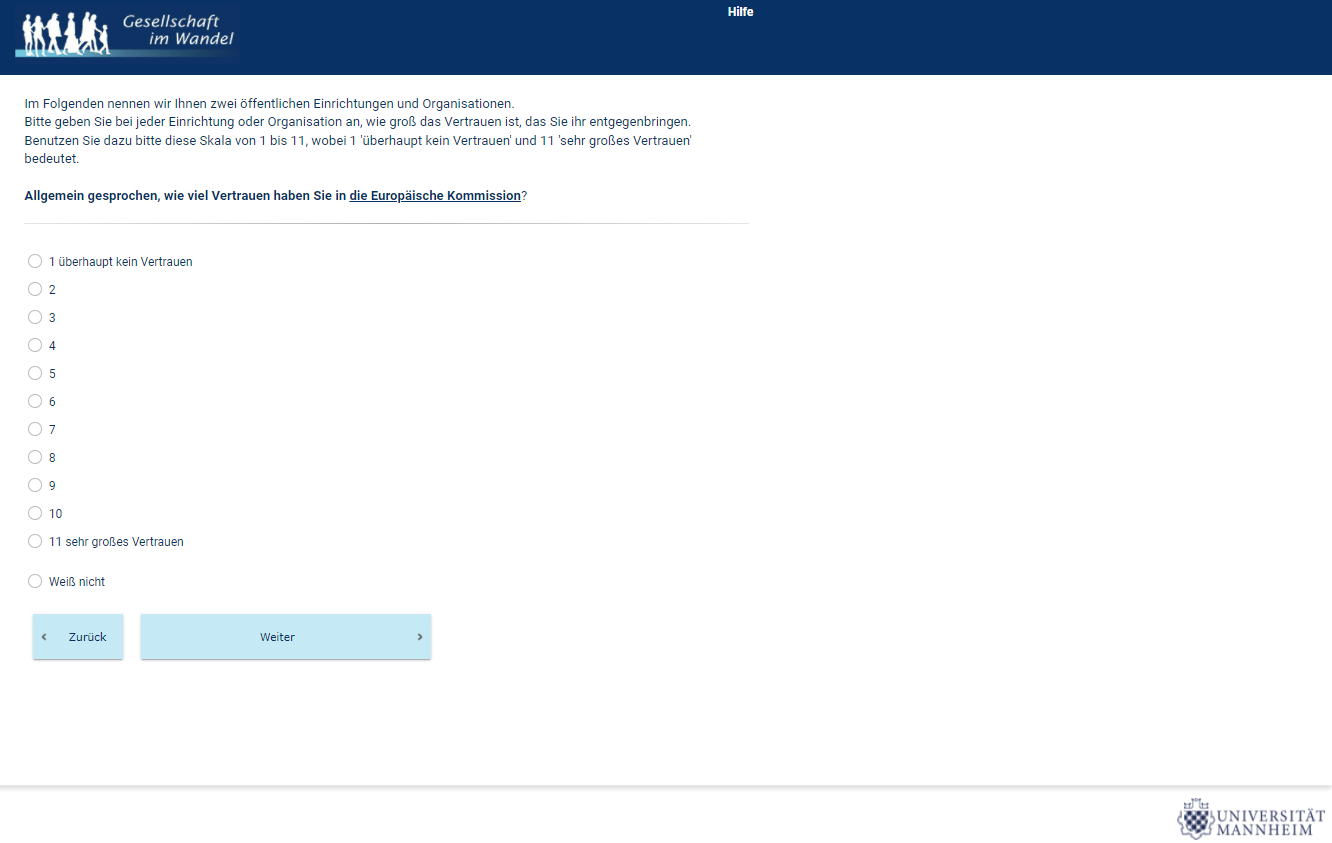 Gesellschaft
im Wandel
Hilfe
Im Folgenden nennen wir Ihnen zwei öffentlichen Einrichtungen und Organisationen.
Bitte geben Sie bei jeder Einrichtung oder Organisation an, wie groß das Vertrauen ist, das Sie ihr entgegenbringen.
Benutzen Sie dazu bitte diese Skala von 1 bis 11, wobei 1 'überhaupt kein Vertrauen' und 11 'sehr großes Vertrauen'
bedeutet.
Allgemein gesprochen, wie viel Vertrauen haben Sie in die Europäische Kommission?
1 überhaupt kein Vertrauen
2
3
4
5
6
7
8
9
10
11 sehr großes Vertrauen
Weiß nicht
Zurück
Weiter
UNIVERSITÄT
MANNHEIM